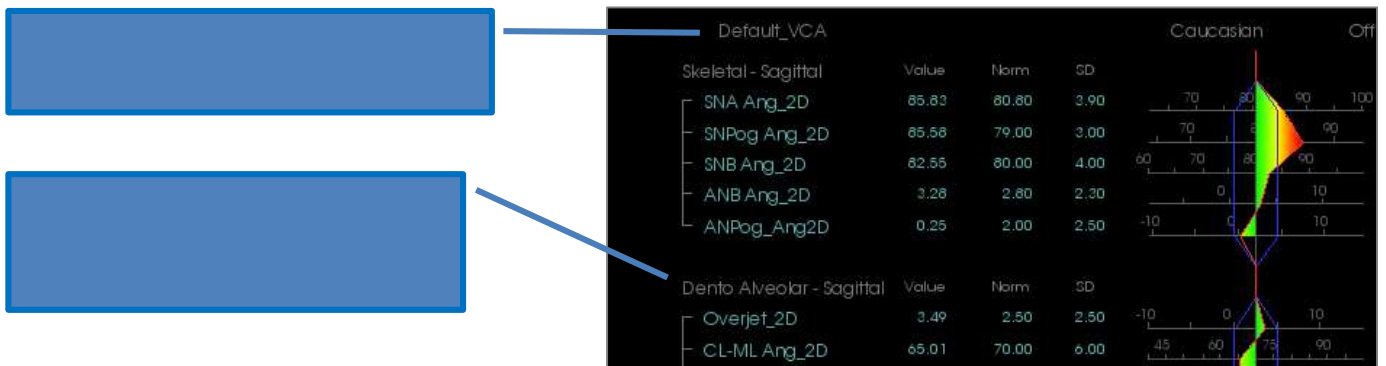 Default_VCA Caucasian Off
Skeletal - Sagittal Value Norm SD
SNA Ang_2D 85.83 80.80 3.90 70 80 90 100
SNPog Ang_2D 85.58 79.00 3.00 70 8 90
SNB Ang_2D 82.55 80.00 4.00 60 70 80 90
ANB Ang_2D 3.28 2.80 2.30 0 10
ANPog_Ang2D 0.25 2.00 2.50 -10 0 10
Dento Alveolar - Sagittal Value Norm SD
Overjet_2D 3.49 2.50 2.50 -10 0 10
CL-ML Ang_2D 65.01 70.00 6.00 45 60 75 90